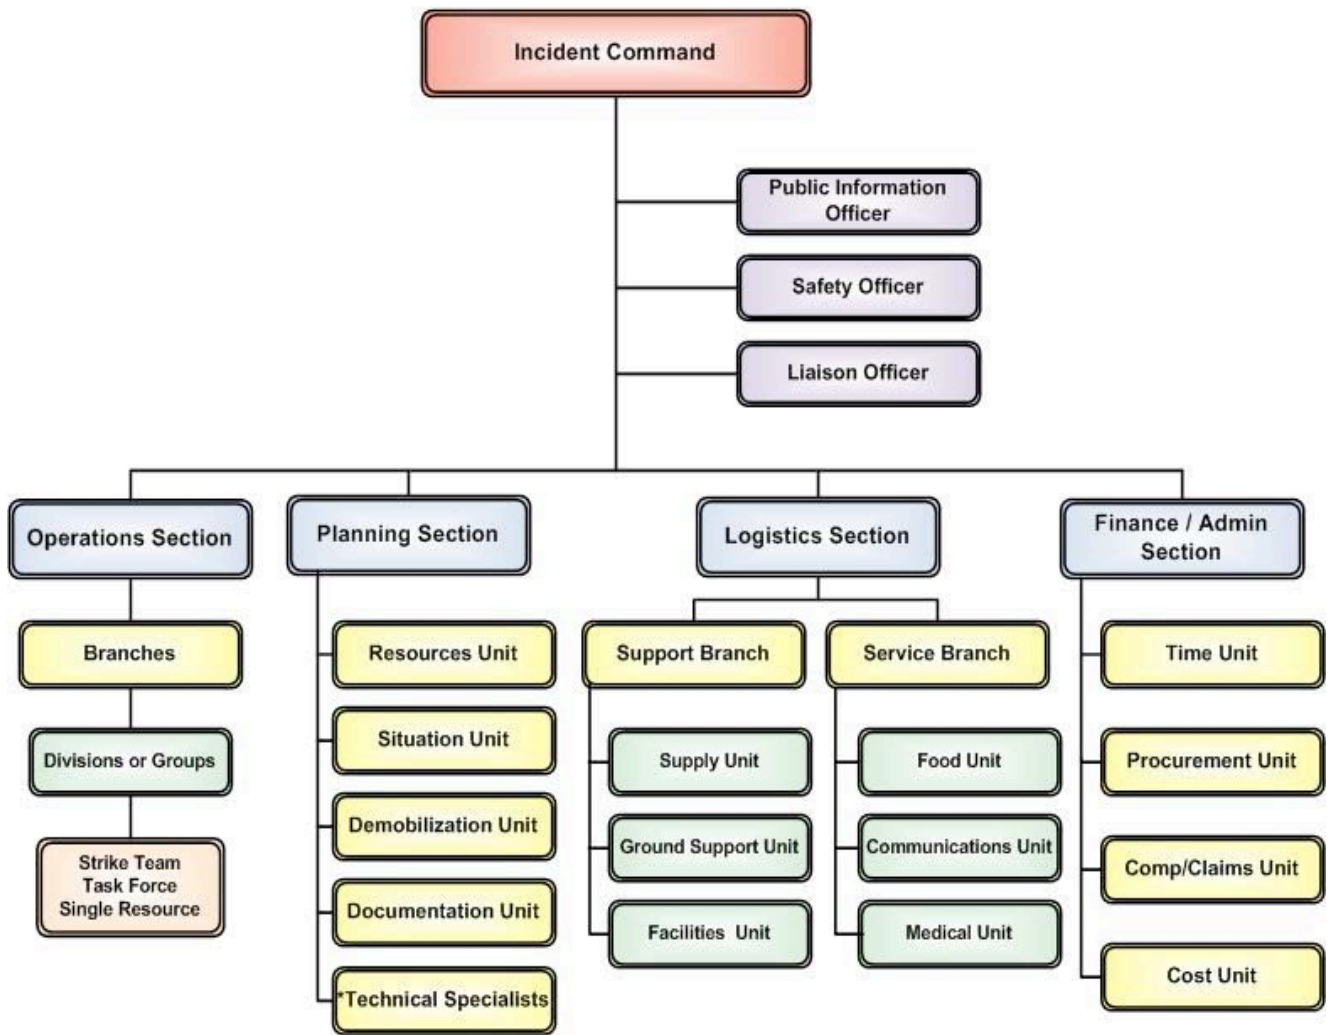 Incident Command
Public Information
Officer
Safety Officer
Liaison Officer
Operations Section
Planning Section
Logistics Section
Finance / Admin
Section
Branches
Divisions or Groups
Strike Team
Task Force
Single Resource
Resources Unit
Situation Unit
Demobilization Unit
Documentation Unit
*Technical Specialists
Support Branch
Supply Unit
Ground Support Unit
Facilities Unit
Service Branch
Food Unit
Communications Unit
Medical Unit
Time Unit
Procurement Unit
Comp/Claims Unit
Cost Unit